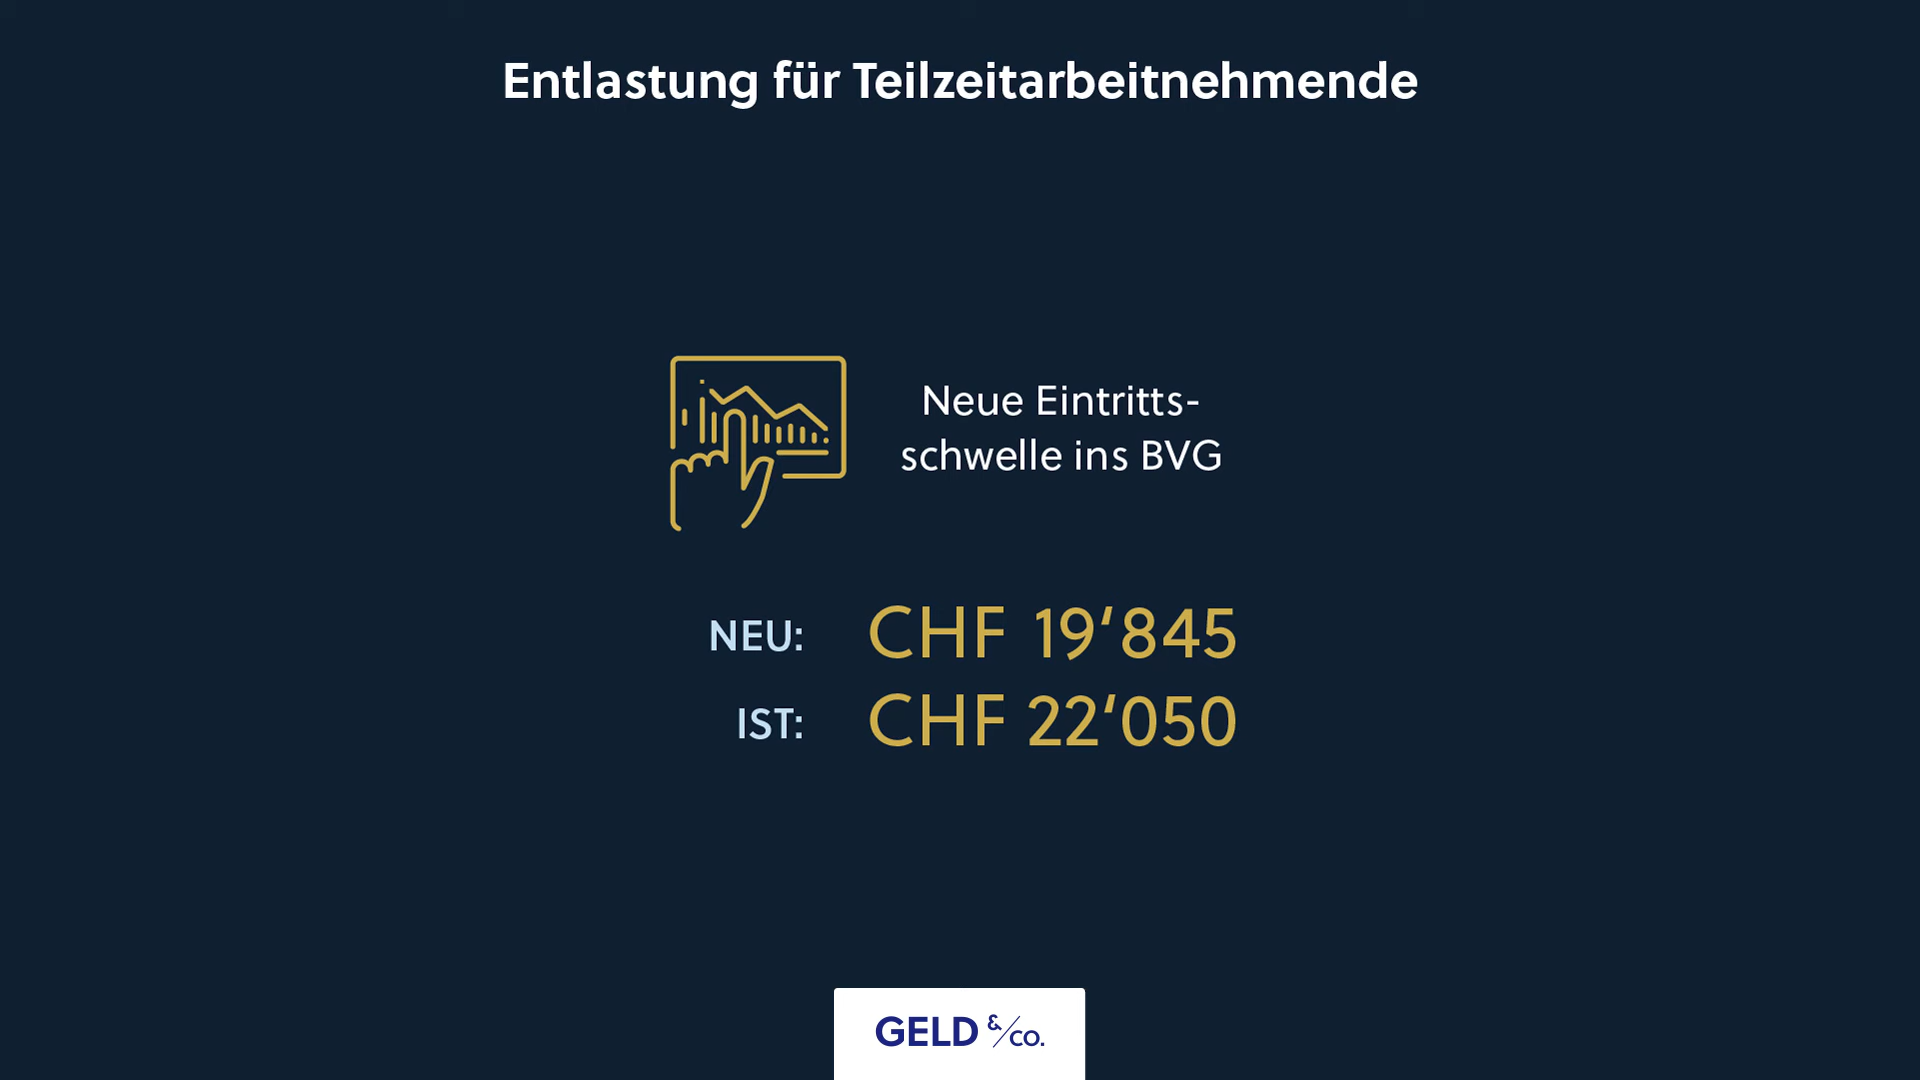 Entlastung für Teilzeitarbeitnehmende
Neue Eintritts-
schwelle ins BVG
NEU: CHF 19‘845
IST: CHF 22‘050
GELD &/CO.